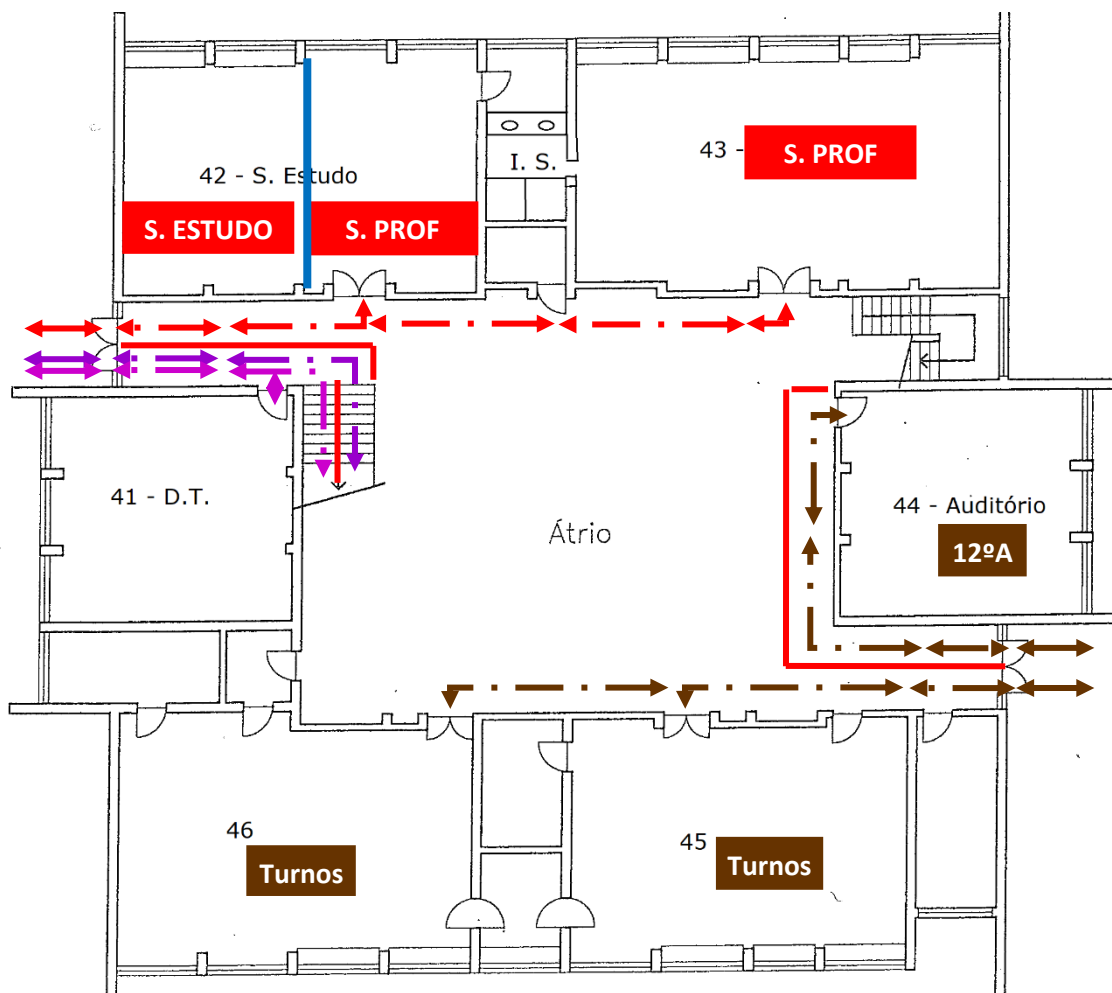 42 - S. Estudo
S. ESTUDO
S. PROF
I. S.
43 -
S. PROF
41 - D.T.
Átrio
44 - Auditório
12ºA
46
Turnos
45
Turnos